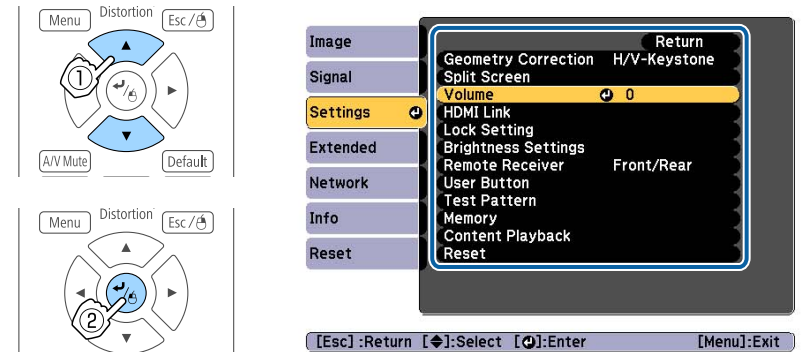 Menu
Distortion
Esc/
1
A/V Mute
Default
Menu
Distortion
Esc/
2
Image
Signal
Settings
Extended
Network
Info
Reset
Return
Geometry Correction H/V-Keystone
Split Screen
Volume 0
HDMI Link
Lock Setting
Brightness Settings
Remote Receiver Front/Rear
User Button
Test Pattern
Memory
Content Playback
Reset
[Esc] :Return [◆]:Select [↵]:Enter [Menu]:Exit